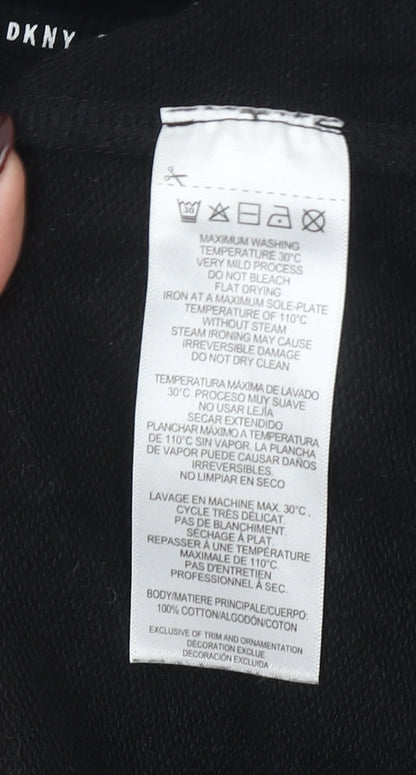 DKNY
30
MAXIMUM WASHING
TEMPERATURE 30°C
VERY MILD PROCESS
DO NOT BLEACH
FLAT DRYING
IRON AT A MAXIMUM SOLE-PLATE
TEMPERATURE OF 110°C
WITHOUT STEAM
STEAM IRONING MAY CAUSE
IRREVERSIBLE DAMAGE
DO NOT DRY CLEAN
TEMPERATURA MÁXIMA DE LAVADO
30°C. PROCESO MUY SUAVE
NO USAR LEJÍA
SECAR EXTENDIDO
PLANCHAR MÁXIMO A TEMPERATURA
DE 110°C SIN VAPOR. LA PLANCHA
DE VAPOR PUEDE CAUSAR DAÑOS
IRREVERSIBLES.
NO LIMPIAR EN SECO
LAVAGE EN MACHINE MAX. 30°C,
CYCLE TRÈS DÉLICAT.
PAS DE BLANCHIMENT.
SÉCHAGE À PLAT.
REPASSER À UNE TEMPÉRATURE
MAXIMALE DE 110°C.
PAS D'ENTRETIEN
PROFESSIONNEL À SEC.
BODY/MATIERE PRINCIPALE/CUERPO:
100% COTTON/ALGODÓN/COTON
EXCLUSIVE OF TRIM AND ORNAMENTATION
DÉCORATION EXCLUE
DECORACIÓN EXCLUIDA